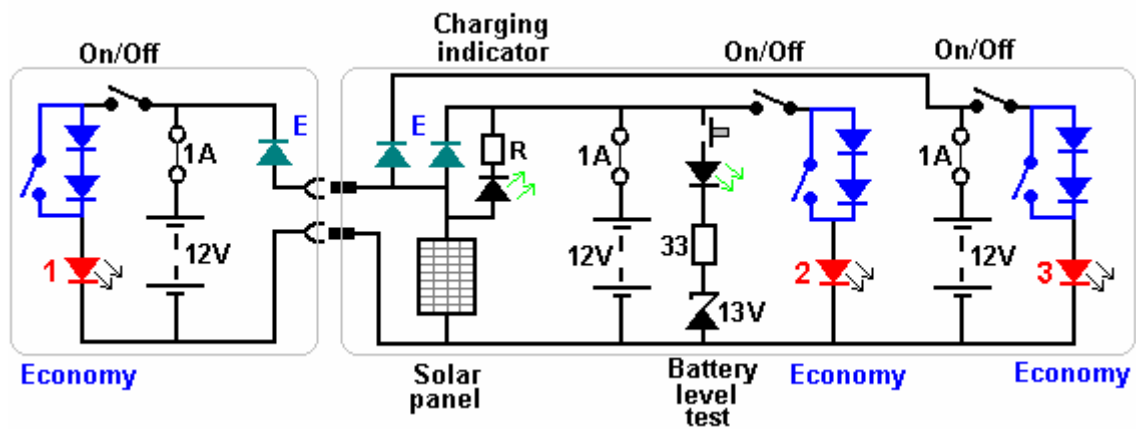 Charging
indicator
On/Off
On/Off
On/Off
E
E
R
1A
1A
1A
12V
12V
33
12V
1
2
3
13V
Economy
Solar
panel
Battery
level
test
Economy
Economy